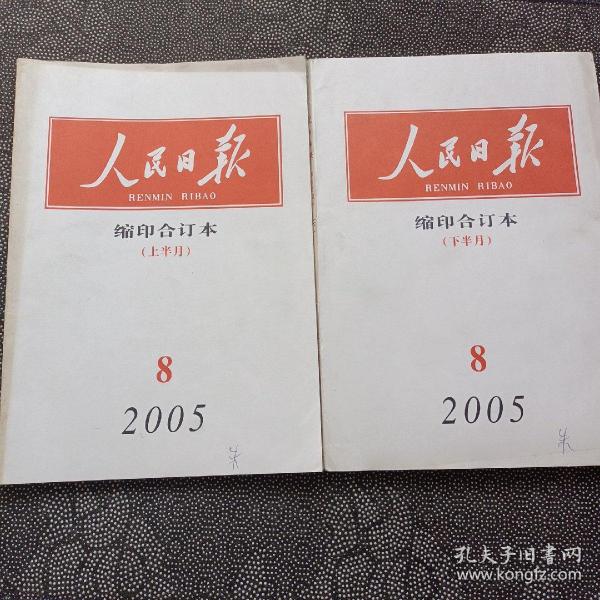 人民日报
RENMIN RIBAO
缩印合订本
(上半月)
8
2005
朱
人民日报
RENMIN RIBAO
缩印合订本
(下半月)
8
2005
朱
孔夫子旧书网
www.kongfz.com